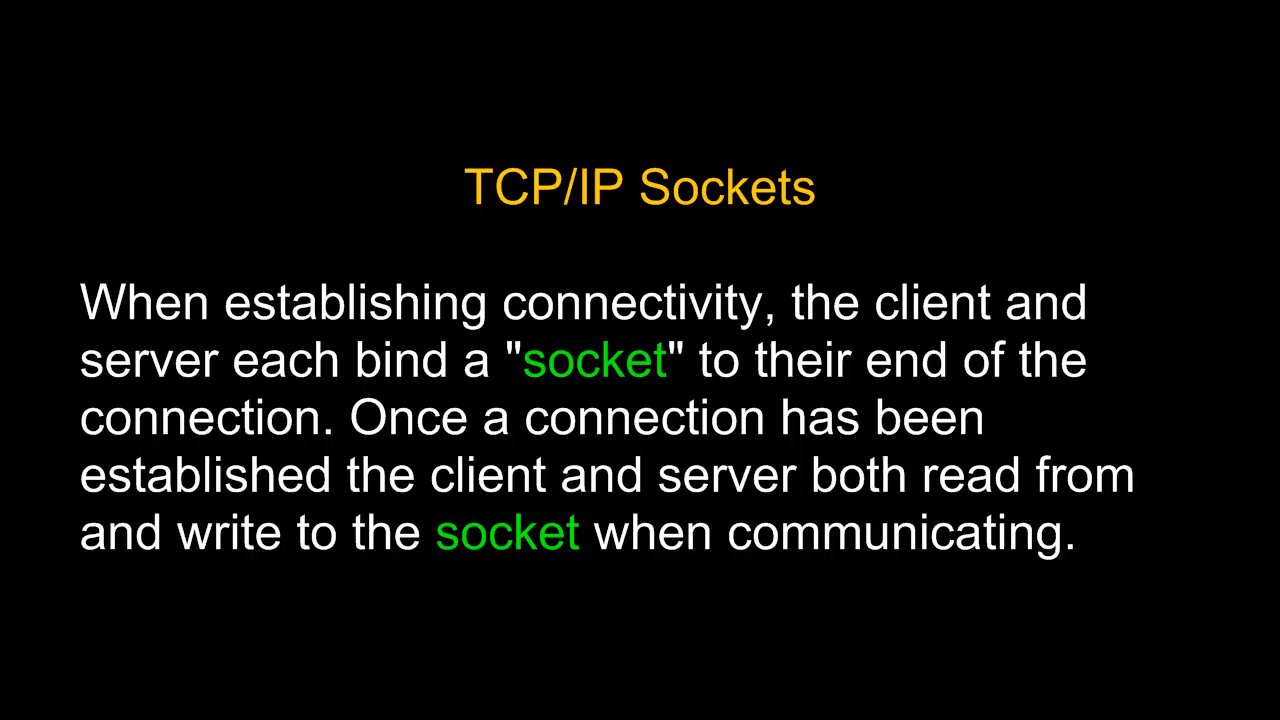 TCP/IP Sockets
When establishing connectivity, the client and
server each bind a "socket" to their end of the
connection. Once a connection has been
established the client and server both read from
and write to the socket when communicating.